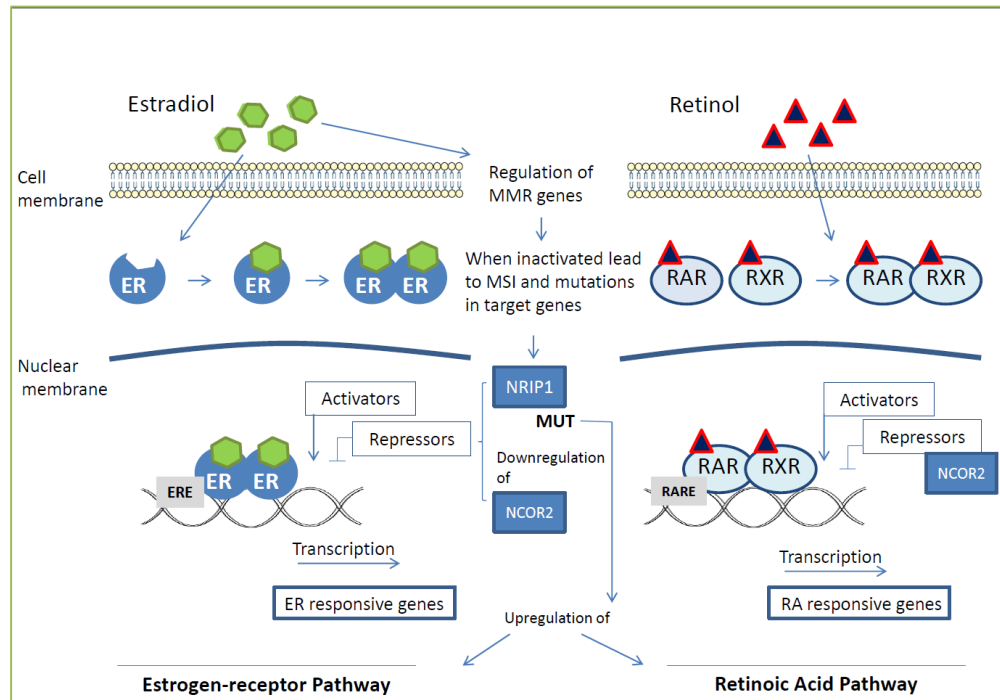 Estradiol
Retinol
Cell
membrane
Regulation of
MMR genes
ER
ER
ER
ER
When inactivated lead
to MSI and mutations
in target genes
RAR
RXR
RAR
RXR
Nuclear
membrane
NRIP1
MUT
Activators
Repressors
Downregulation
of
NCOR2
ER
ER
ERE
Activators
Repressors
NCOR2
RAR
RXR
RARE
Transcription
ER responsive genes
Transcription
RA responsive genes
Upregulation of
Estrogen-receptor Pathway
Retinoic Acid Pathway